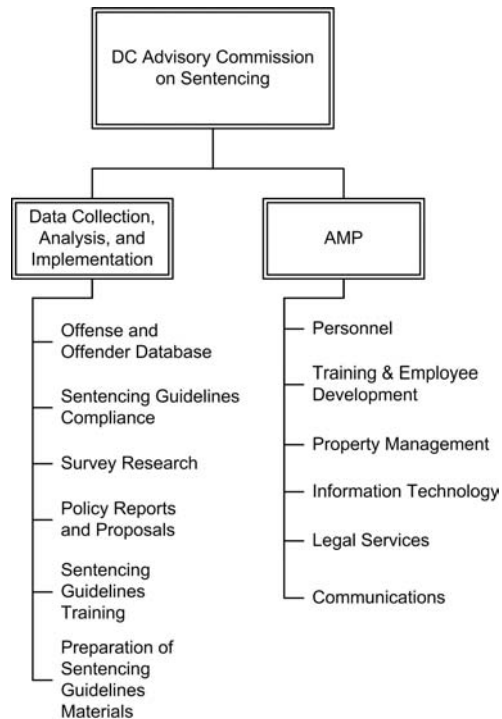 DC Advisory Commission
on Sentencing
Data Collection,
Analysis, and
Implementation
Offense and
Offender Database
Sentencing Guidelines
Compliance
Survey Research
Policy Reports
and Proposals
Sentencing
Guidelines
Training
Preparation of
Sentencing
Guidelines
Materials
AMP
Personnel
Training & Employee
Development
Property Management
Information Technology
Legal Services
Communications